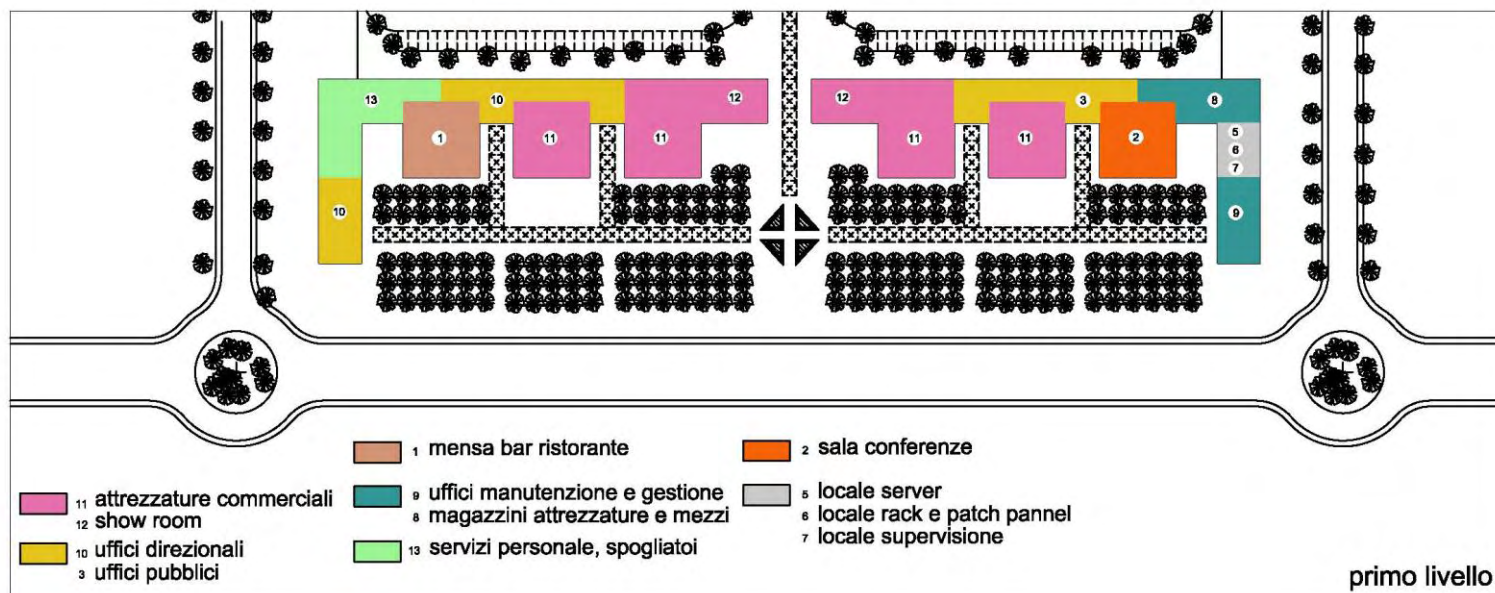 13
10
12
12
3
8
1
11
11
11
11
2
5
6
7
10
9
1 mensa bar ristorante
2 sala conferenze
11 attrezzature commerciali
12 show room
9 uffici manutenzione e gestione
8 magazzini attrezzature e mezzi
5 locale server
6 locale rack e patch pannel
7 locale supervisione
10 uffici direzionali
3 uffici pubblici
13 servizi personale, spogliatoi
primo livello